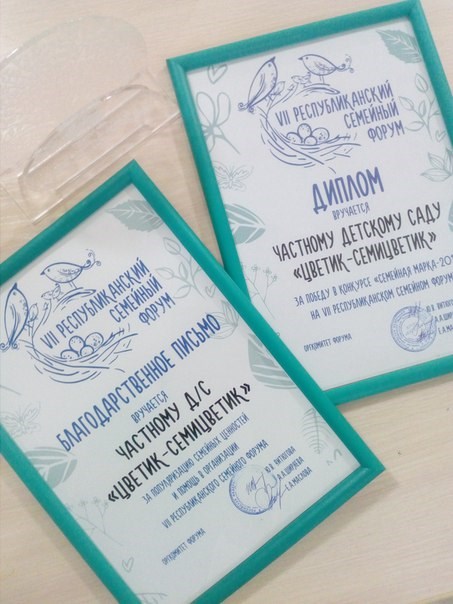 VII РЕСПУБЛИКАНСКИЙ
СЕМЕЙНЫЙ
ФОРУМ
ДИПЛОМ
ВРУЧАЕТСЯ
ЧАСТНОМУ ДЕТСКОМУ САДУ
«ЦВЕТИК-СЕМИЦВЕТИК»
ЗА ПОБЕДУ В КОНКУРСЕ «СЕМЕЙНАЯ МАРКА-20
НА VII РЕСПУБЛИКАНСКОМ СЕМЕЙНОМ ФОРУМЕ
ОРГКОМИТЕТ ФОРУМА
VII РЕСПУБЛИКАНСКИЙ
СЕМЕЙНЫЙ
ФОРУМ
БЛАГОДАРСТВЕННОЕ ПИСЬМО
ВРУЧАЕТСЯ
ЧАСТНОМУ Д/С
«ЦВЕТИК-СЕМИЦВЕТИК»
ЗА ПОПУЛЯРИЗАЦИЮ СЕМЕЙНЫХ ЦЕННОСТЕЙ
И ПОМОЩЬ В ОРГАНИЗАЦИИ
VII РЕСПУБЛИКАНСКОГО СЕМЕЙНОГО ФОРУМА
ОРГКОМИТЕТ ФОРУМА
Е.А.МАСКОВА